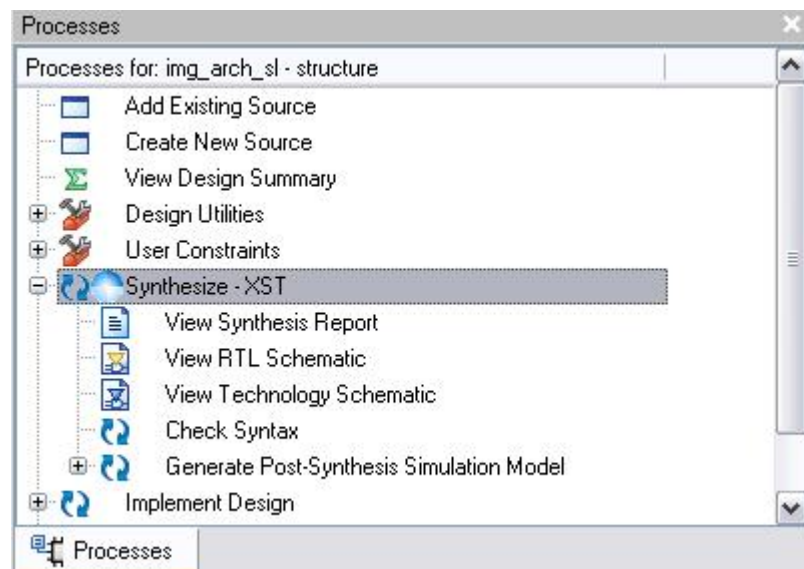 Processes
Processes for: img_arch_sl - structure
Add Existing Source
Create New Source
View Design Summary
Design Utilities
User Constraints
Synthesize - XST
View Synthesis Report
View RTL Schematic
View Technology Schematic
Check Syntax
Generate Post-Synthesis Simulation Model
Implement Design
Processes